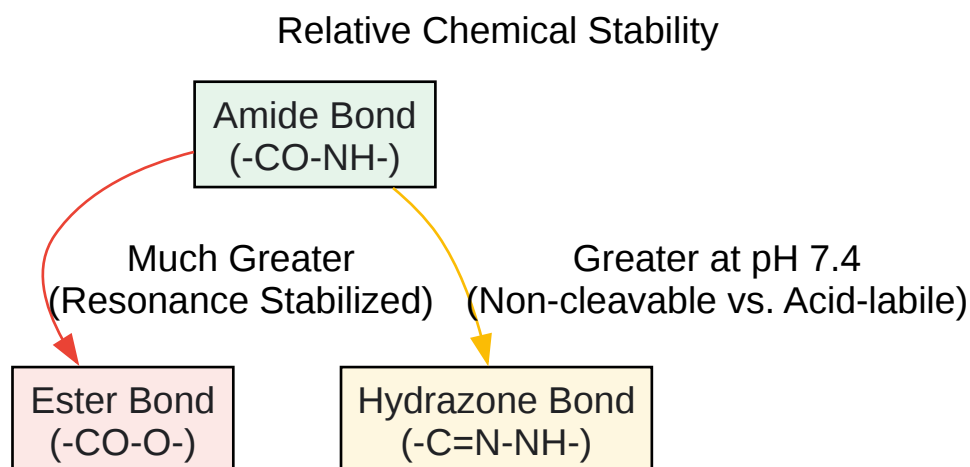 Relative Chemical Stability
Amide Bond
(-CO-NH-)
Much Greater
(Resonance Stabilized)
Greater at pH 7.4
(Non-cleavable vs. Acid-labile)
Ester Bond
(-CO-O-)
Hydrazone Bond
(-C=N-NH-)